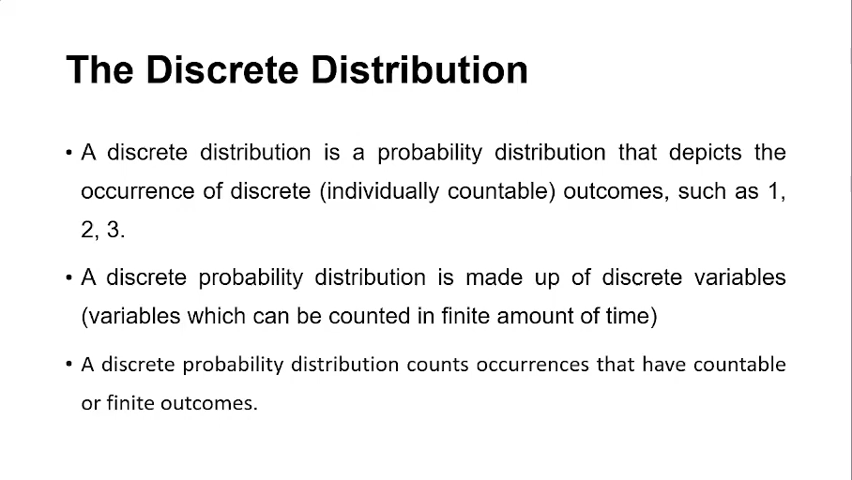 The Discrete Distribution
• A discrete distribution is a probability distribution that depicts the
occurrence of discrete (individually countable) outcomes, such as 1,
2, 3.
• A discrete probability distribution is made up of discrete variables
(variables which can be counted in finite amount of time)
• A discrete probability distribution counts occurrences that have countable
or finite outcomes.